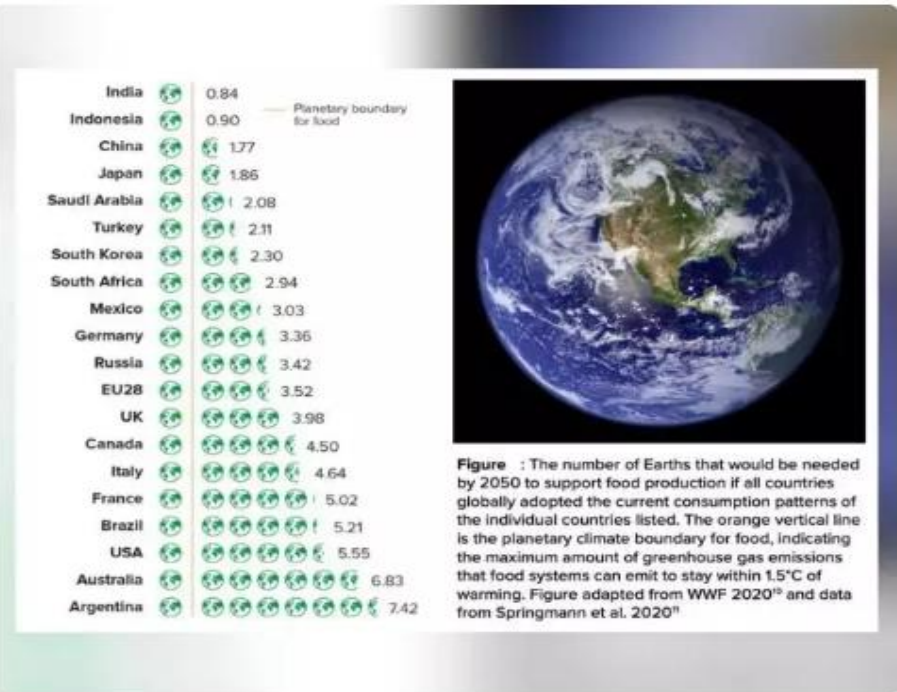 India 0.84
Indonesia 0.90
Planetary boundary
for food
China 1.77
Japan 1.86
Saudi Arabia 2.08
Turkey 2.11
South Korea 2.30
South Africa 2.94
Mexico 3.03
Germany 3.36
Russia 3.42
EU28 3.52
UK 3.98
Canada 4.50
Italy 4.64
France 5.02
Brazil 5.21
USA 5.55
Australia 6.83
Argentina 7.42
Figure : The number of Earths that would be needed
by 2050 to support food production if all countries
globally adopted the current consumption patterns of
the individual countries listed. The orange vertical line
is the planetary climate boundary for food, indicating
the maximum amount of greenhouse gas emissions
that food systems can emit to stay within 1.5°C of
warming. Figure adapted from WWF 2020¹⁰ and data
from Springmann et al. 2020¹¹